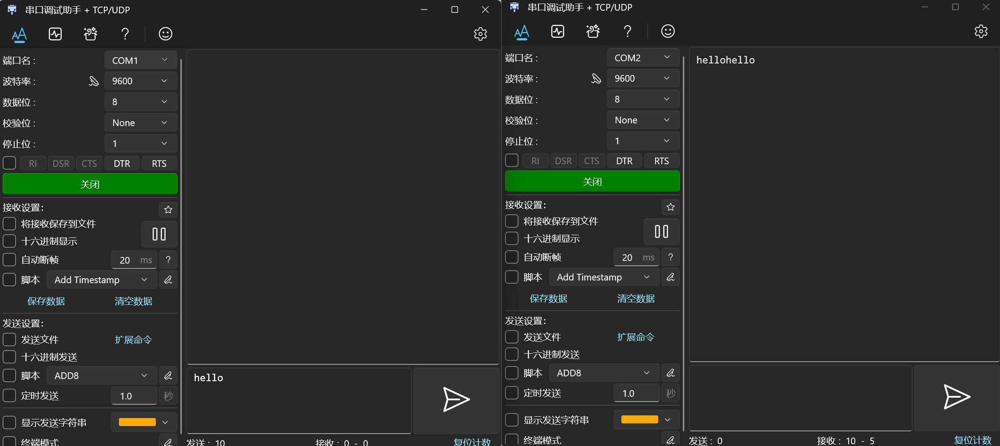 串口调试助手 + TCP/UDP
?
端口名 :
COM1
波特率 :
9600
数据位 :
8
校验位 :
None
停止位 :
1
RI DSR CTS DTR RTS
关闭
接收设置:
将接收保存到文件
十六进制显示
自动断帧
20 ms ?
脚本
Add Timestamp
保存数据
清空数据
发送设置:
发送文件
扩展命令
十六进制发送
脚本
ADD8
定时发送
1.0 秒
显示发送字符串
终端模式
hello
发送 : 10
接收 : 0 - 0
复位计数
串口调试助手 + TCP/UDP
?
端口名 :
COM2
波特率 :
9600
数据位 :
8
校验位 :
None
停止位 :
1
RI DSR CTS DTR RTS
关闭
接收设置:
将接收保存到文件
十六进制显示
自动断帧
20 ms ?
脚本
Add Timestamp
保存数据
清空数据
发送设置:
发送文件
扩展命令
十六进制发送
脚本
ADD8
定时发送
1.0 秒
显示发送字符串
终端模式
hellohello
发送 : 0
接收 : 10 - 5
复位计数